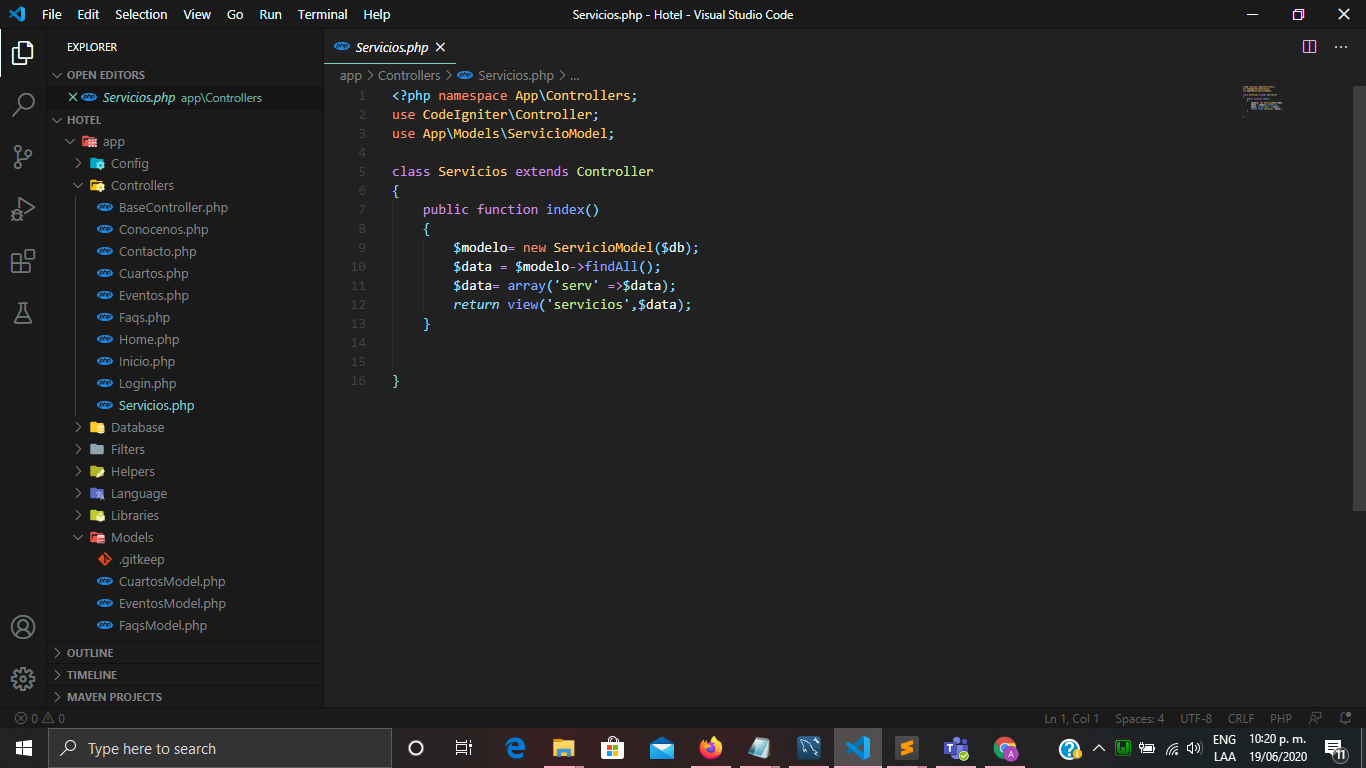 File Edit Selection View Go Run Terminal Help
Servicios.php - Hotel - Visual Studio Code
EXPLORER
OPEN EDITORS
Servicios.php app\Controllers
HOTEL
app
Config
Controllers
BaseController.php
Conocenos.php
Contacto.php
Cuartos.php
Eventos.php
Faqs.php
Home.php
Inicio.php
Login.php
Servicios.php
Database
Filters
Helpers
Language
Libraries
Models
.gitkeep
CuartosModel.php
EventosModel.php
FaqsModel.php
OUTLINE
TIMELINE
MAVEN PROJECTS
Servicios.php
app > Controllers > Servicios.php > ...
1 <?php namespace App\Controllers;
2 use CodeIgniter\Controller;
3 use App\Models\ServicioModel;
4
5 class Servicios extends Controller
6 {
7 public function index()
8 {
9 $modelo= new ServicioModel($db);
10 $data = $modelo->findAll();
11 $data= array('serv' =>$data);
12 return view('servicios',$data);
13 }
14
15
16 }
0 0
Ln 1, Col 1 Spaces: 4 UTF-8 CRLF PHP
Type here to search
ENG
LAA
10:20 p. m.
19/06/2020
11